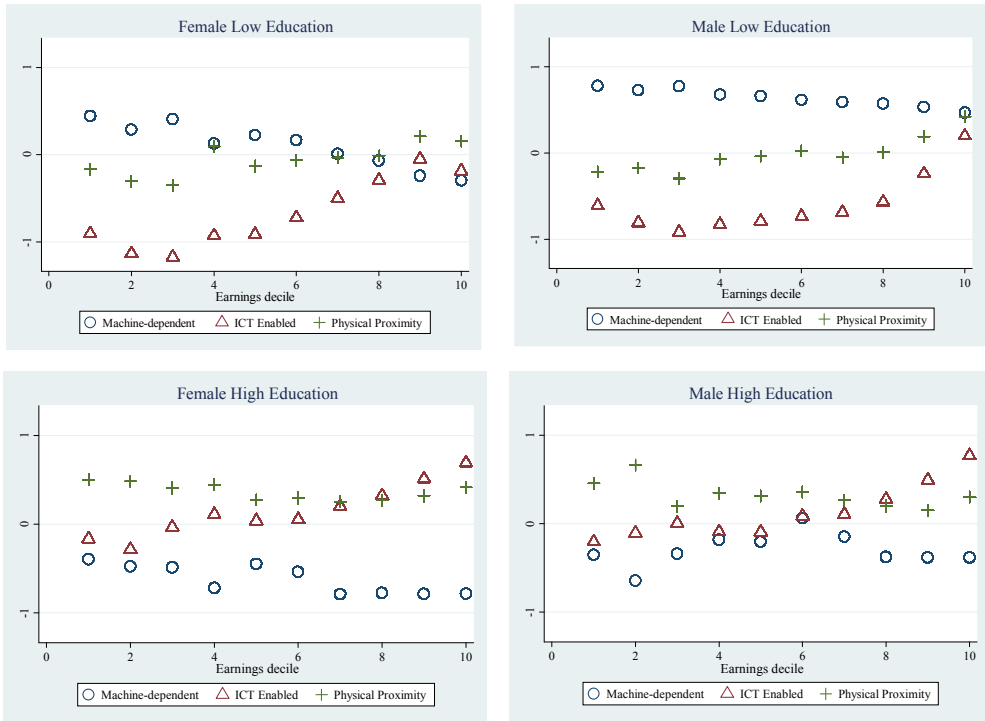 Female Low Education
1
0
-1
0 2 4 6 8 10
Earnings decile
Machine-dependent ICT Enabled Physical Proximity
Male Low Education
1
0
-1
0 2 4 6 8 10
Earnings decile
Machine-dependent ICT Enabled Physical Proximity
Female High Education
1
0
-1
0 2 4 6 8 10
Earnings decile
Machine-dependent ICT Enabled Physical Proximity
Male High Education
1
0
-1
0 2 4 6 8 10
Earnings decile
Machine-dependent ICT Enabled Physical Proximity